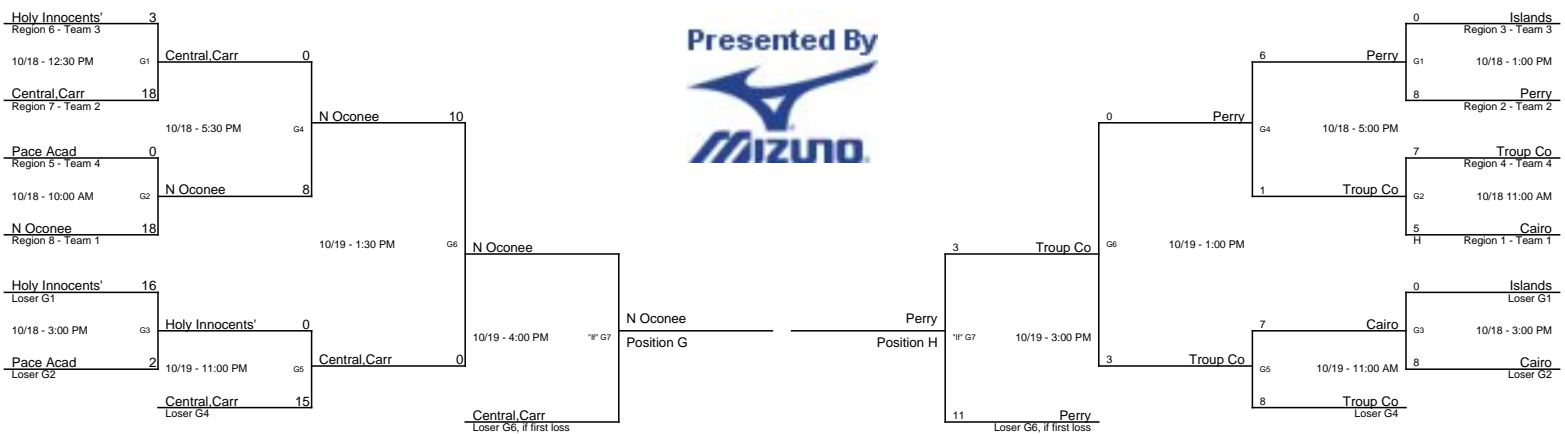 Holy Innocents' 3
Region 6 - Team 3
10/18 - 12:30 PM G1
Central,Carr 0
Central,Carr 18
Region 7 - Team 2
10/18 - 5:30 PM G4
N Oconee 10
Pace Acad 0
Region 5 - Team 4
10/18 - 10:00 AM G2
N Oconee 8
N Oconee 18
Region 8 - Team 1
10/19 - 1:30 PM G6
N Oconee
Holy Innocents' 16
Loser G1
10/18 - 3:00 PM G3
Holy Innocents' 0
Pace Acad 2
Loser G2
10/19 - 11:00 PM G5
Central,Carr 0
Central,Carr 15
Loser G4
10/19 - 4:00 PM "If" G7
Central,Carr
Loser G6, if first loss
N Oconee
Position G
Presented By
MIZUNO
Perry
Position H
0 Islands
Region 3 - Team 3
6 Perry
G1 10/18 - 1:00 PM
8 Perry
Region 2 - Team 2
0 Perry
G4 10/18 - 5:00 PM
7 Troup Co
Region 4 - Team 4
1 Troup Co
G2 10/18 11:00 AM
5 Cairo
H Region 1 - Team 1
3 Troup Co
G6 10/19 - 1:00 PM
0 Islands
Loser G1
7 Cairo
G3 10/18 - 3:00 PM
8 Cairo
Loser G2
"If" G7 10/19 - 3:00 PM
3 Troup Co
G5 10/19 - 11:00 AM
8 Troup Co
Loser G4
11 Perry
Loser G6, if first loss